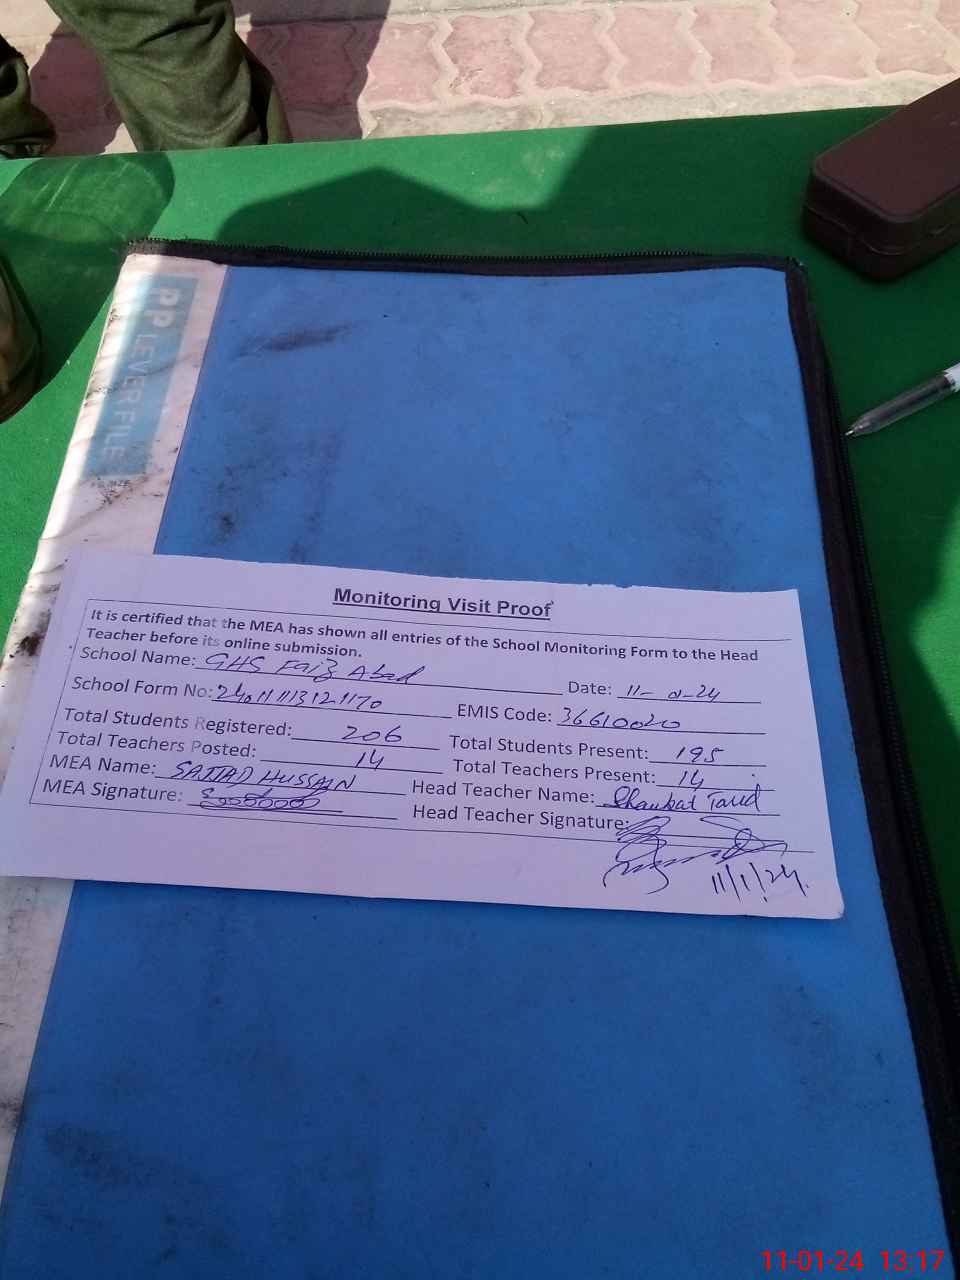 PP LEVER FILE
Monitoring Visit Proof
It is certified that the MEA has shown all entries of the School Monitoring Form to the Head
Teacher before its online submission.
School Name: GHS Faiz Abad Date: 11-01-24
School Form No: EMIS Code: 36610020
Total Students Registered: 206 Total Students Present: 195
Total Teachers Posted: 14 Total Teachers Present: 14
MEA Name: SAJJAD HUSSAIN Head Teacher Name: Shaukat
MEA Signature: Head Teacher Signature:
11/1/24.
11-01-24 13:17